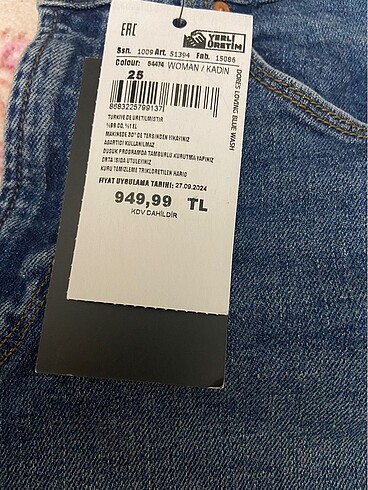 EAC
YERLİ
ÜRETİM
Ssn. 1009 Art. 51394 Fab. 15086
Colour: 84474 WOMAN / KADIN
25
8683225799137
DORES LOVING BLUE WASH
TÜRKİYE DE ÜRETİLMİŞTİR
%99 CO, %1 EL
MAKİNEDE 30° DE TERSİNDEN YIKAYINIZ
AĞARTICI KULLANILMAZ
DÜŞÜK PROGRAMDA TAMBURLU KURUTMA YAPINIZ
ORTA ISIDA ÜTÜLEYİNİZ
KURU TEMİZLEME TRİKLORETİLEN HARİÇ
FİYAT UYGULAMA TARİHİ: 27.09.2024
949,99 TL
KDV DAHİLDİR